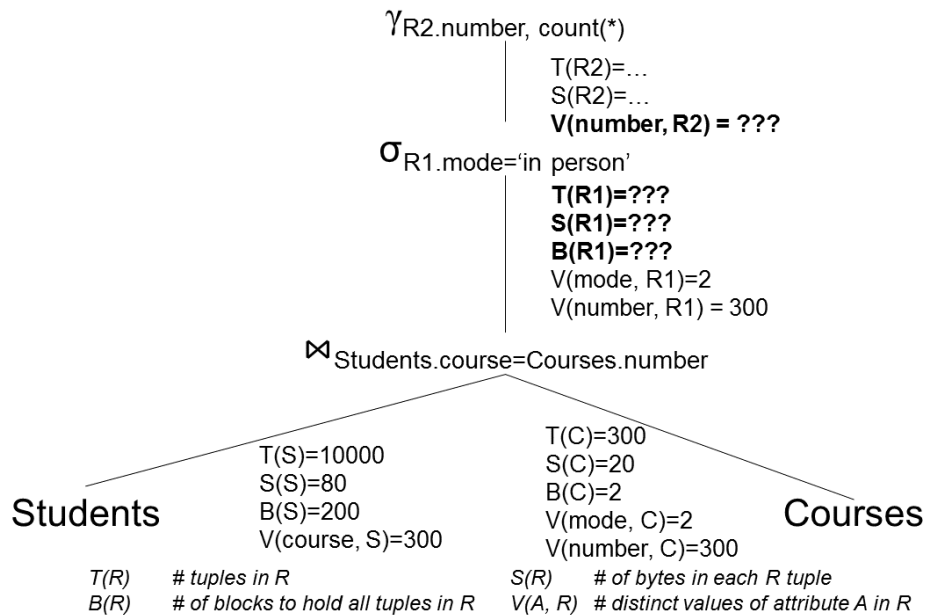 γR2.number, count(*)
T(R2)=…
S(R2)=…
V(number, R2) = ???
σR1.mode=‘in person’
T(R1)=???
S(R1)=???
B(R1)=???
V(mode, R1)=2
V(number, R1) = 300
⋈Students.course=Courses.number
T(S)=10000
S(S)=80
B(S)=200
V(course, S)=300
T(C)=300
S(C)=20
B(C)=2
V(mode, C)=2
V(number, C)=300
Students
Courses
T(R) # tuples in R
S(R) # of bytes in each R tuple
B(R) # of blocks to hold all tuples in R
V(A, R) # distinct values of attribute A in R